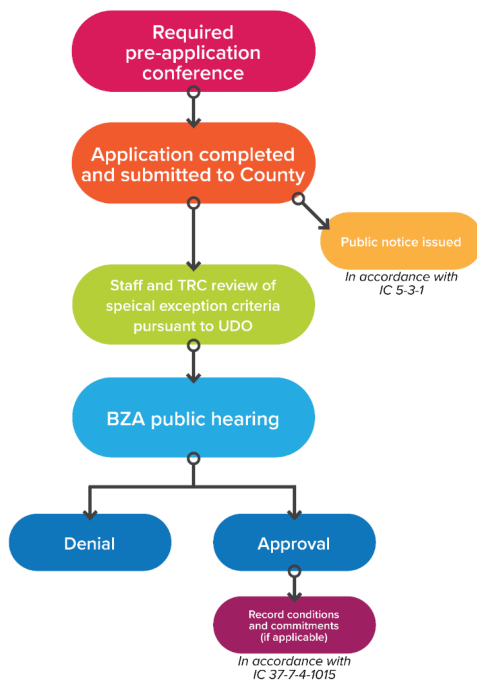 Required
pre-application
conference
Application completed
and submitted to County
Public notice issued
In accordance with
IC 5-3-1
Staff and TRC review of
speical exception criteria
pursuant to UDO
BZA public hearing
Denial
Approval
Record conditions
and commitments
(if applicable)
In accordance with
IC 37-7-4-1015